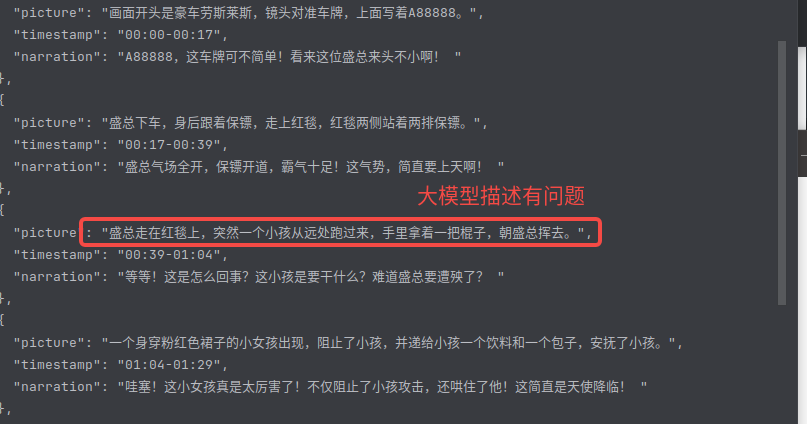 "picture": "画面开头是豪车劳斯莱斯，镜头对准车牌，上面写着A88888。",
"timestamp": "00:00-00:17",
"narration": "A88888，这车牌可不简单！看来这位盛总来头不小啊！ "
},
{
"picture": "盛总下车，身后跟着保镖，走上红毯，红毯两侧站着两排保镖。",
"timestamp": "00:17-00:39",
"narration": "盛总气场全开，保镖开道，霸气十足！这气势，简直要上天啊！ "
},
大模型描述有问题
{
"picture": "盛总走在红毯上，突然一个小孩从远处跑过来，手里拿着一把棍子，朝盛总挥去。",
"timestamp": "00:39-01:04",
"narration": "等等！这是怎么回事？这小孩是要干什么？难道盛总要遭殃了？ "
},
{
"picture": "一个身穿粉红色裙子的小女孩出现，阻止了小孩，并递给小孩一个饮料和一个包子，安抚了小孩。",
"timestamp": "01:04-01:29",
"narration": "哇塞！这小女孩真是太厉害了！不仅阻止了小孩攻击，还哄住了他！这简直是天使降临！ "
},